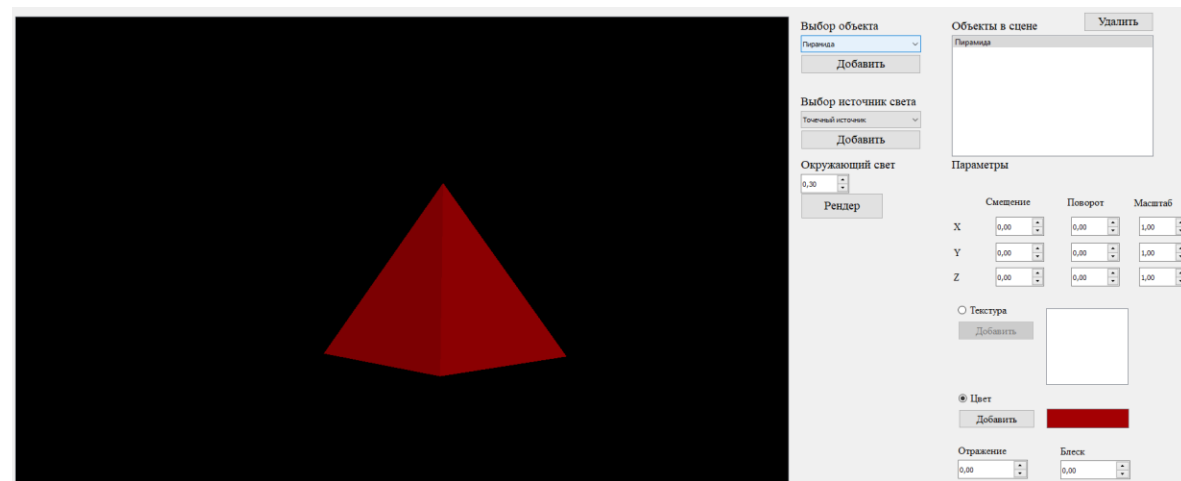 Выбор объекта
Пирамида
Добавить
Выбор источник света
Точечный источник
Добавить
Окружающий свет
0,30
Рендер
Объекты в сцене
Удалить
Пирамида
Параметры
Смешение Поворот Масштаб
X 0,00 0,00 1,00
Y 0,00 0,00 1,00
Z 0,00 0,00 1,00
Текстура
Добавить
Цвет
Добавить
Отражение Блеск
0,00 0,00